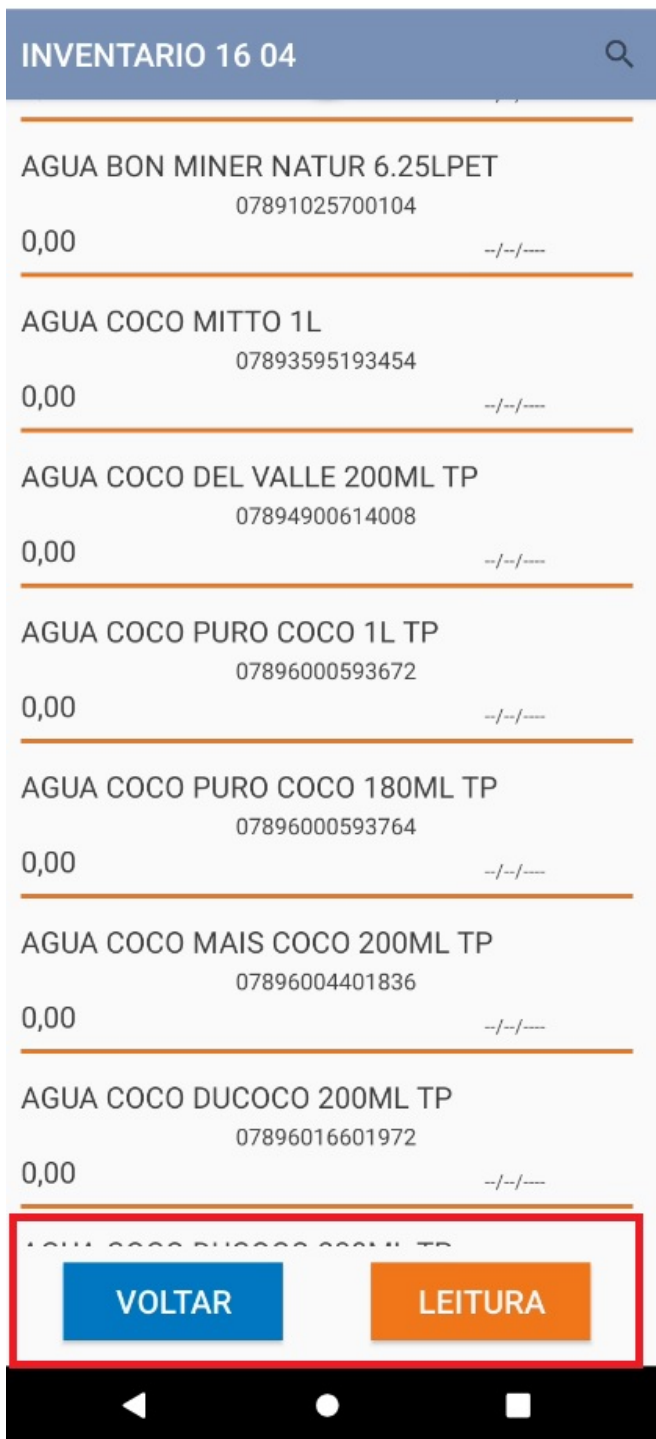 INVENTARIO 16 04
AGUA BON MINER NATUR 6.25LPET
07891025700104
0,00 --/--/----
AGUA COCO MITTO 1L
07893595193454
0,00 --/--/----
AGUA COCO DEL VALLE 200ML TP
07894900614008
0,00 --/--/----
AGUA COCO PURO COCO 1L TP
07896000593672
0,00 --/--/----
AGUA COCO PURO COCO 180ML TP
07896000593764
0,00 --/--/----
AGUA COCO MAIS COCO 200ML TP
07896004401836
0,00 --/--/----
AGUA COCO DUCOCO 200ML TP
07896016601972
0,00 --/--/----
VOLTAR LEITURA